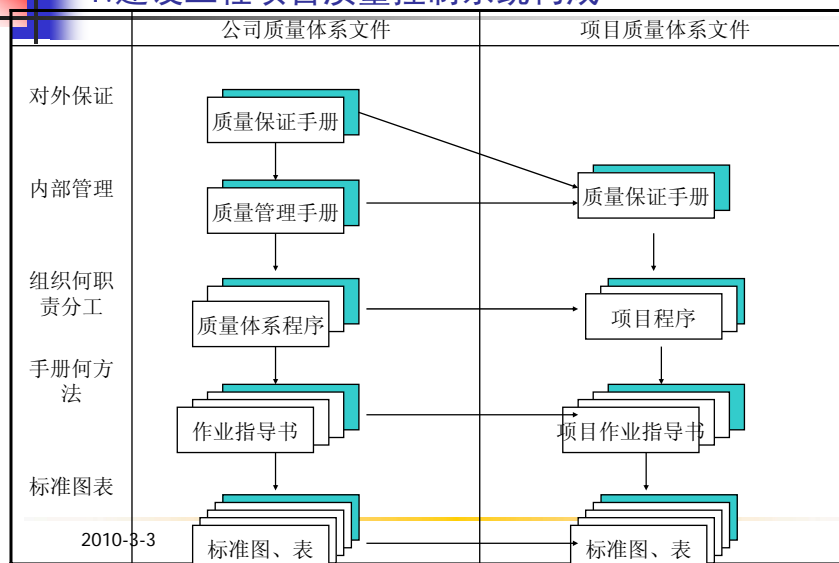 公司质量体系文件
项目质量体系文件
对外保证
质量保证手册
内部管理
质量管理手册
质量保证手册
组织何职
责分工
质量体系程序
项目程序
手册何方
法
作业指导书
项目作业指导书
标准图表
2010-3-3
标准图、表
标准图、表